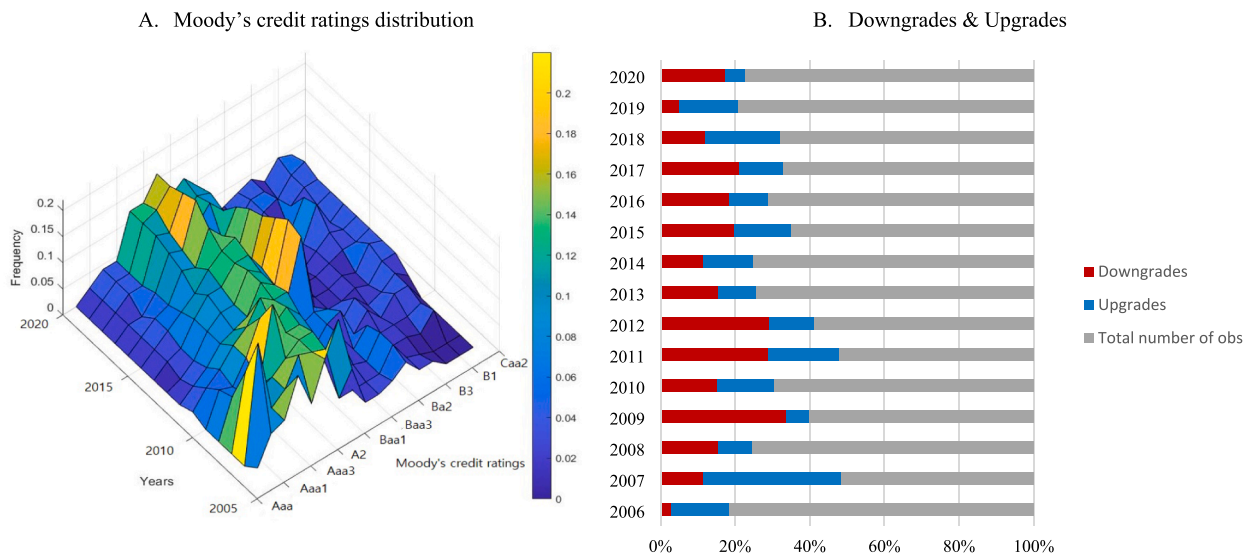 A. Moody's credit ratings distribution
Frequency
0.2
0.15
0.1
0.05
0
2020
2015
2010
2005
Years
Aaa
Aaa1
Aaa3
A2
Baa1
Baa3
Ba2
B3
B1
Caa2
Moody's credit ratings
0.2
0.18
0.16
0.14
0.12
0.1
0.08
0.06
0.04
0.02
0
B. Downgrades & Upgrades
2020
2019
2018
2017
2016
2015
2014
2013
2012
2011
2010
2009
2008
2007
2006
0% 20% 40% 60% 80% 100%
Downgrades
Upgrades
Total number of obs